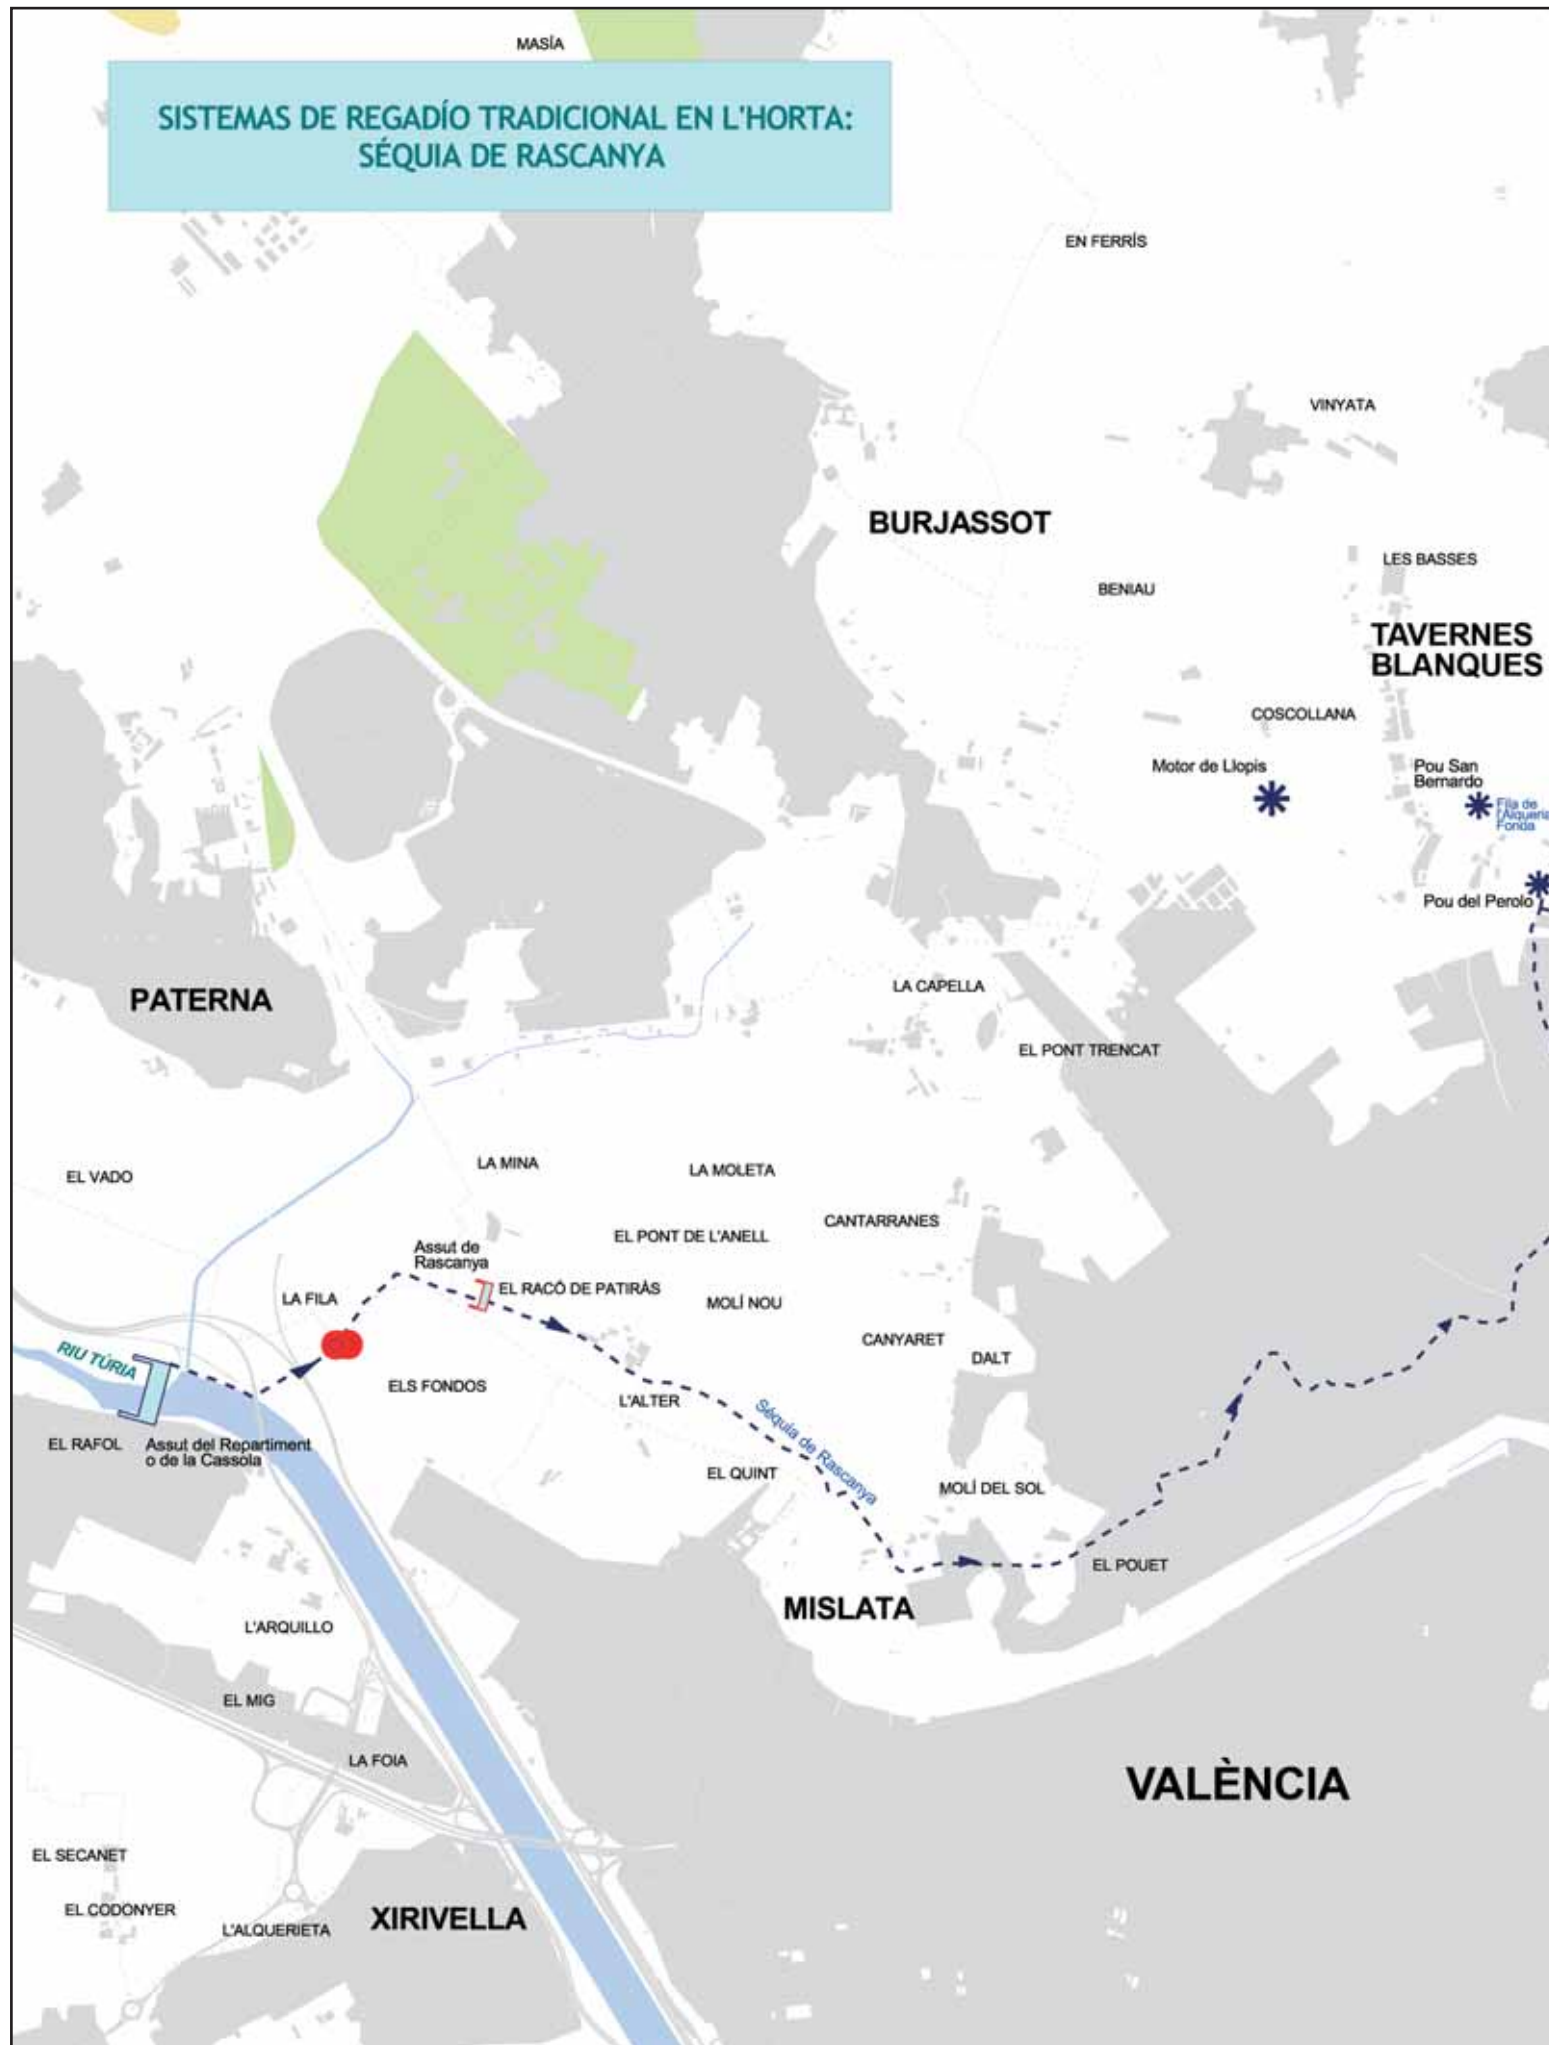 MASÍA
SISTEMAS DE REGADÍO TRADICIONAL EN L'HORTA:
SÉQUIA DE RASCANYA
EN FERRÍS
VINYATA
BURJASSOT
LES BASSES
BENIAU
TAVERNES
BLANQUES
COSCOLLANA
Motor de Llopis
Pou San
Bernardo
Fila de
l'Alqueria
Fonda
Pou del Perolo
LA CAPELLA
PATERNA
EL PONT TRENCAT
LA MINA
LA MOLETA
EL VADO
CANTARRANES
EL PONT DE L'ANELL
Assut de
Rascanya
EL RACÓ DE PATIRÀS
LA FILA
MOLÍ NOU
CANYARET
DALT
RIU TÚRIA
ELS FONDOS
L'ALTER
Séquia de Rascanya
EL RAFOL
Assut del Repartiment
o de la Cassola
EL QUINT
MOLÍ DEL SOL
EL POUET
MISLATA
L'ARQUILLO
EL MIG
LA FOIA
VALÈNCIA
EL SECANET
EL CODONYER
L'ALQUERIETA
XIRIVELLA